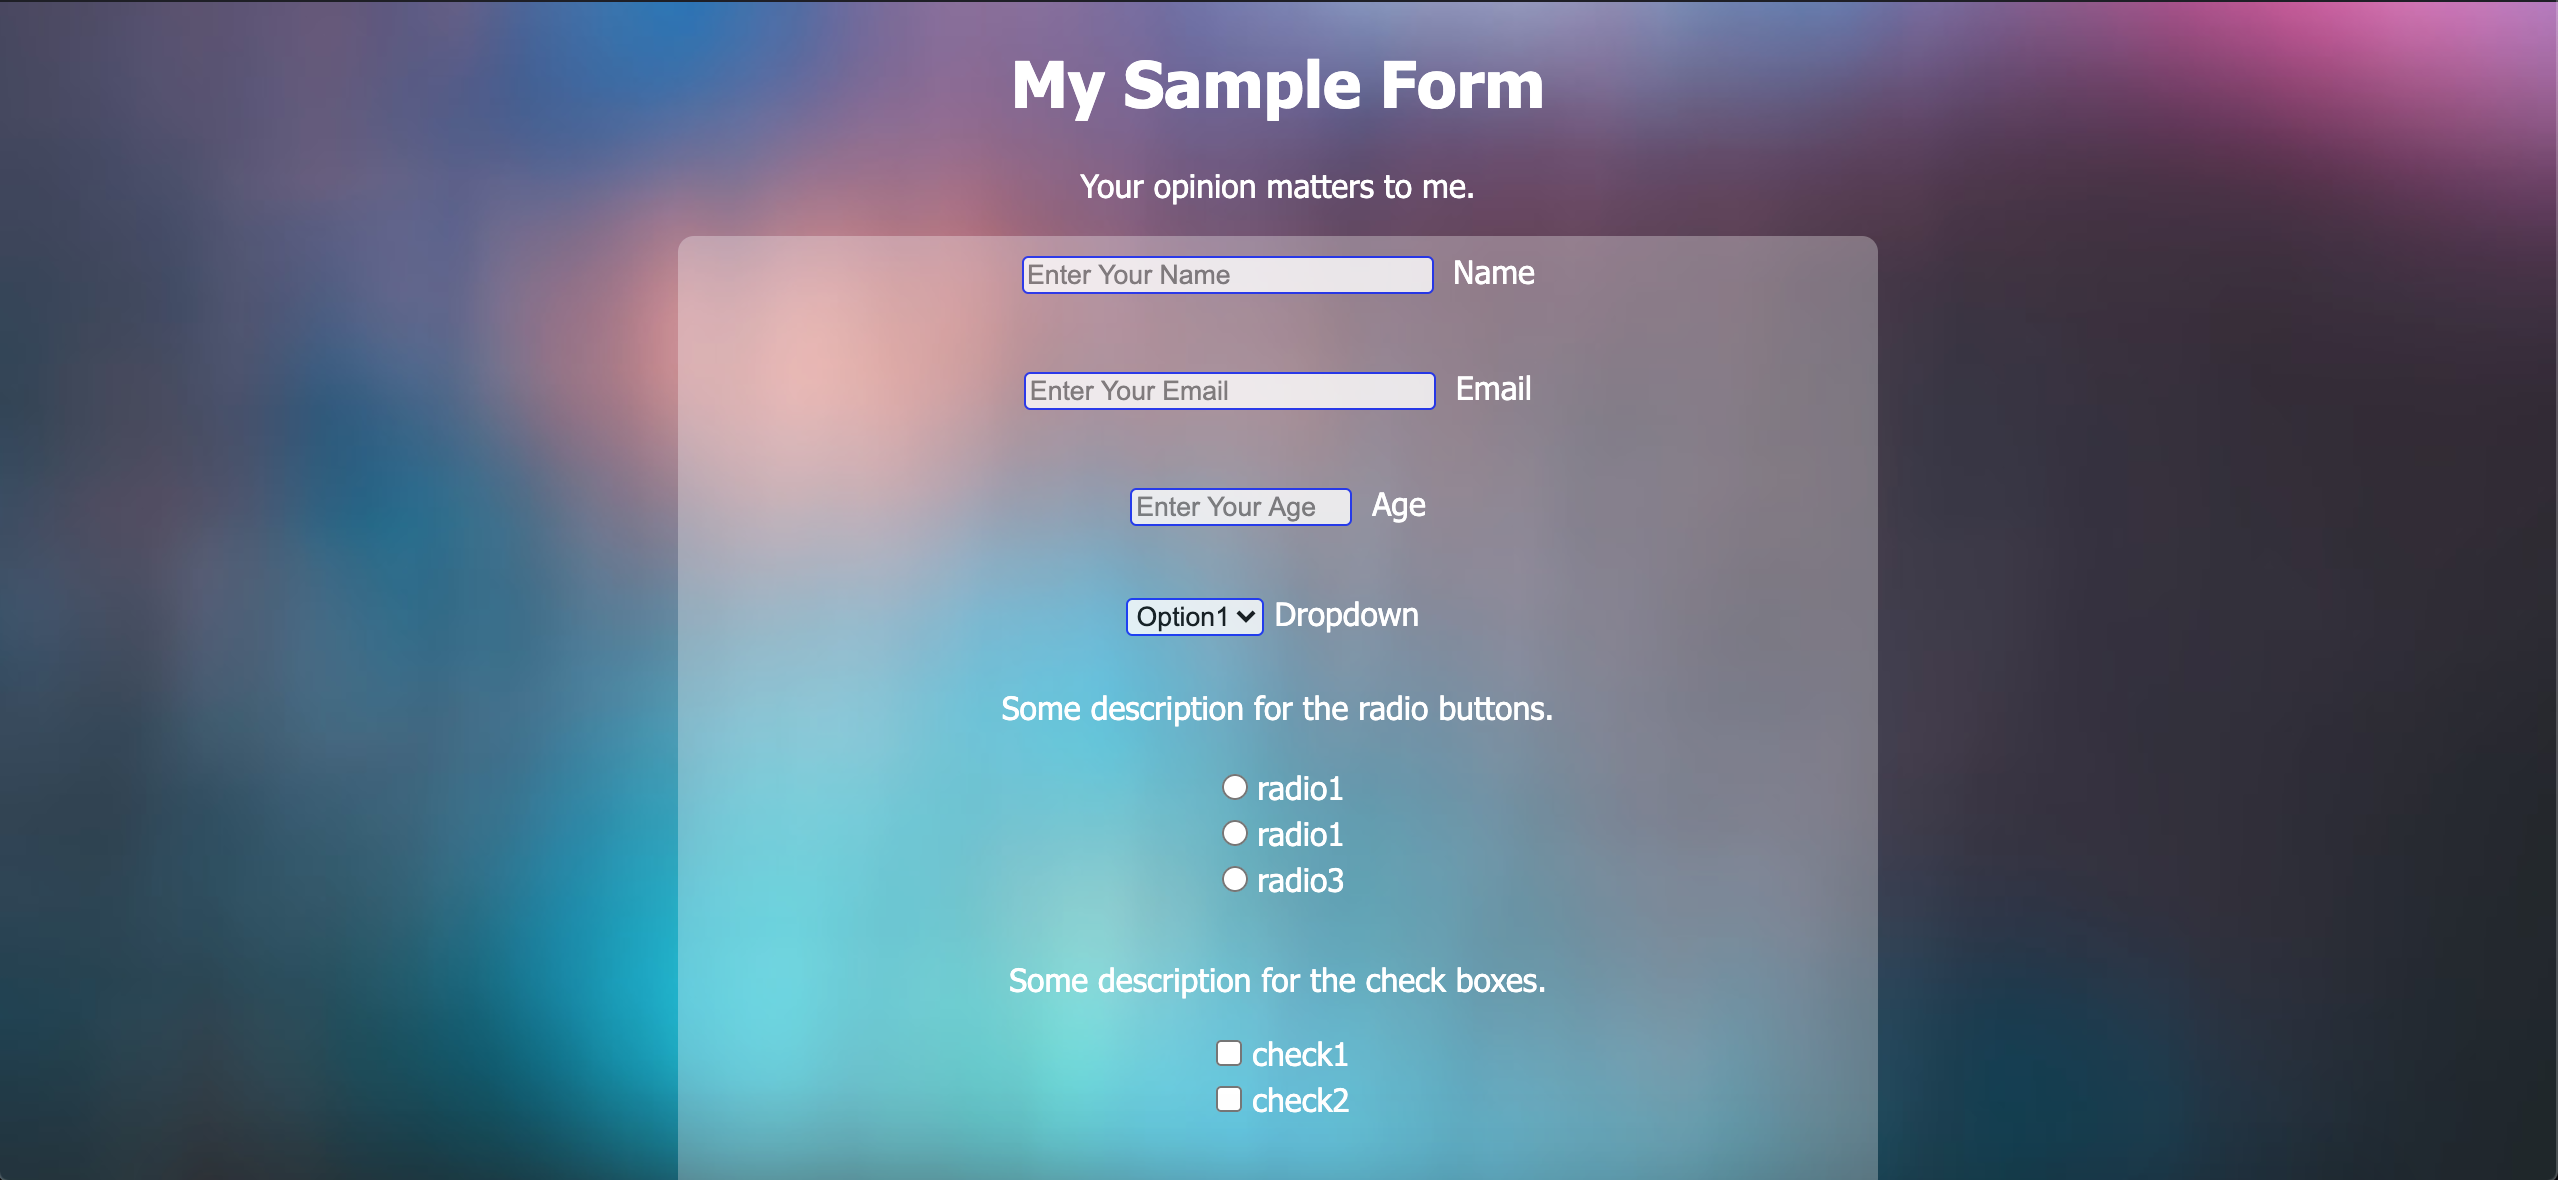 My Sample Form
Your opinion matters to me.
Enter Your Name Name
Enter Your Email Email
Enter Your Age Age
Option1 Dropdown
Some description for the radio buttons.
radio1
radio1
radio3
Some description for the check boxes.
check1
check2